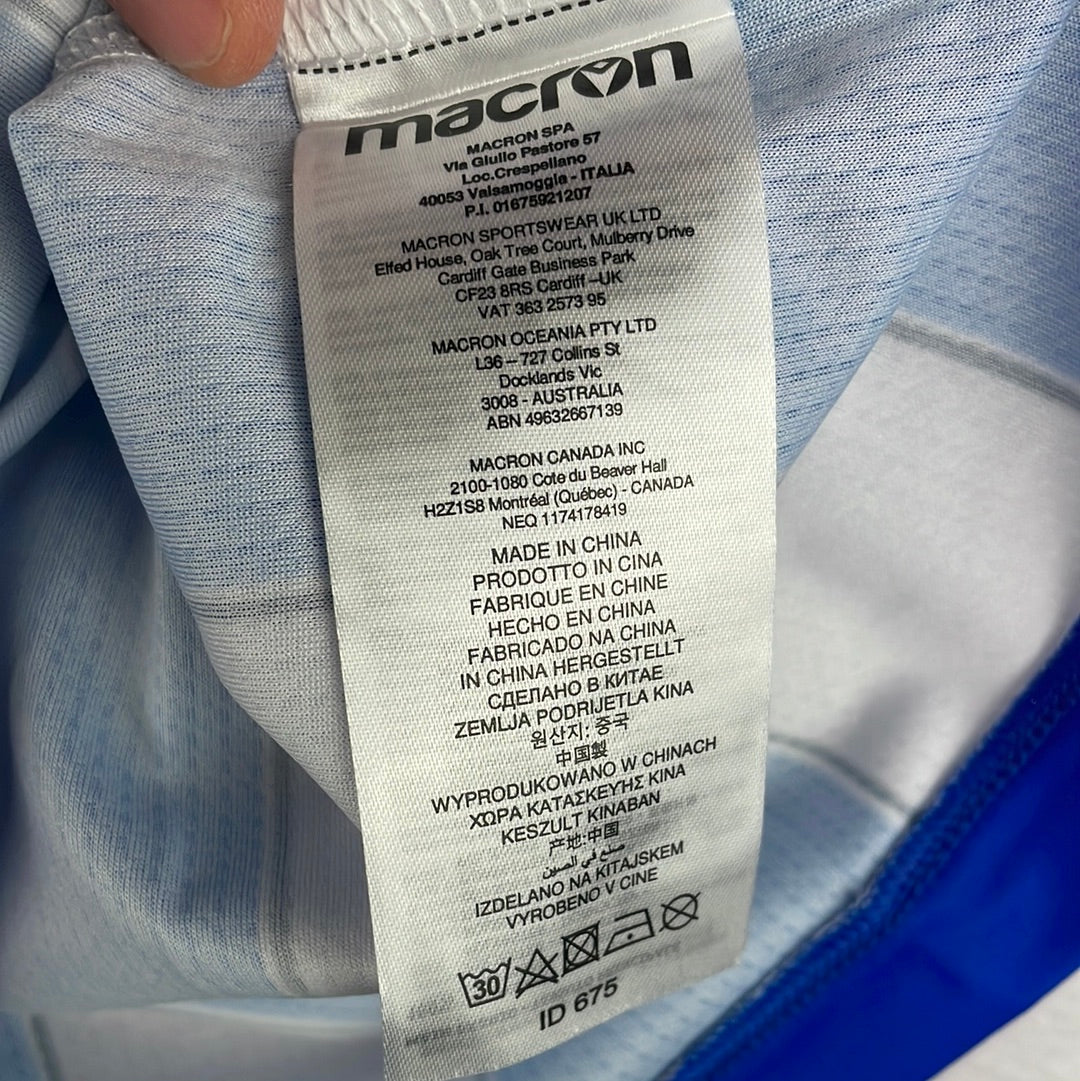 macron
MACRON SPA
Via Giulio Pastore 57
Loc.Crespellano
40053 Valsamoggia - ITALIA
P.I. 01675921207
MACRON SPORTSWEAR UK LTD
Elfed House, Oak Tree Court, Mulberry Drive
Cardiff Gate Business Park
CF23 8RS Cardiff –UK
VAT 363 2573 95
MACRON OCEANIA PTY LTD
L36 – 727 Collins St
Docklands Vic
3008 - AUSTRALIA
ABN 49632667139
MACRON CANADA INC
2100-1080 Cote du Beaver Hall
H2Z1S8 Montréal (Québec) - CANADA
NEQ 1174178419
MADE IN CHINA
PRODOTTO IN CINA
FABRIQUE EN CHINE
HECHO EN CHINA
FABRICADO NA CHINA
IN CHINA HERGESTELLT
СДЕЛАНО В КИТАЕ
ZEMLJA PODRIJETLA KINA
원산지: 중국
中国製
WYPRODUKOWANO W CHINACH
ΧΩΡΑ ΚΑΤΑΣΚΕΥΗΣ ΚΙΝΑ
KESZULT KINABAN
产地:中国
صنع في الصين
IZDELANO NA KITAJSKEM
VYROBENO V CINE
30
ID 675